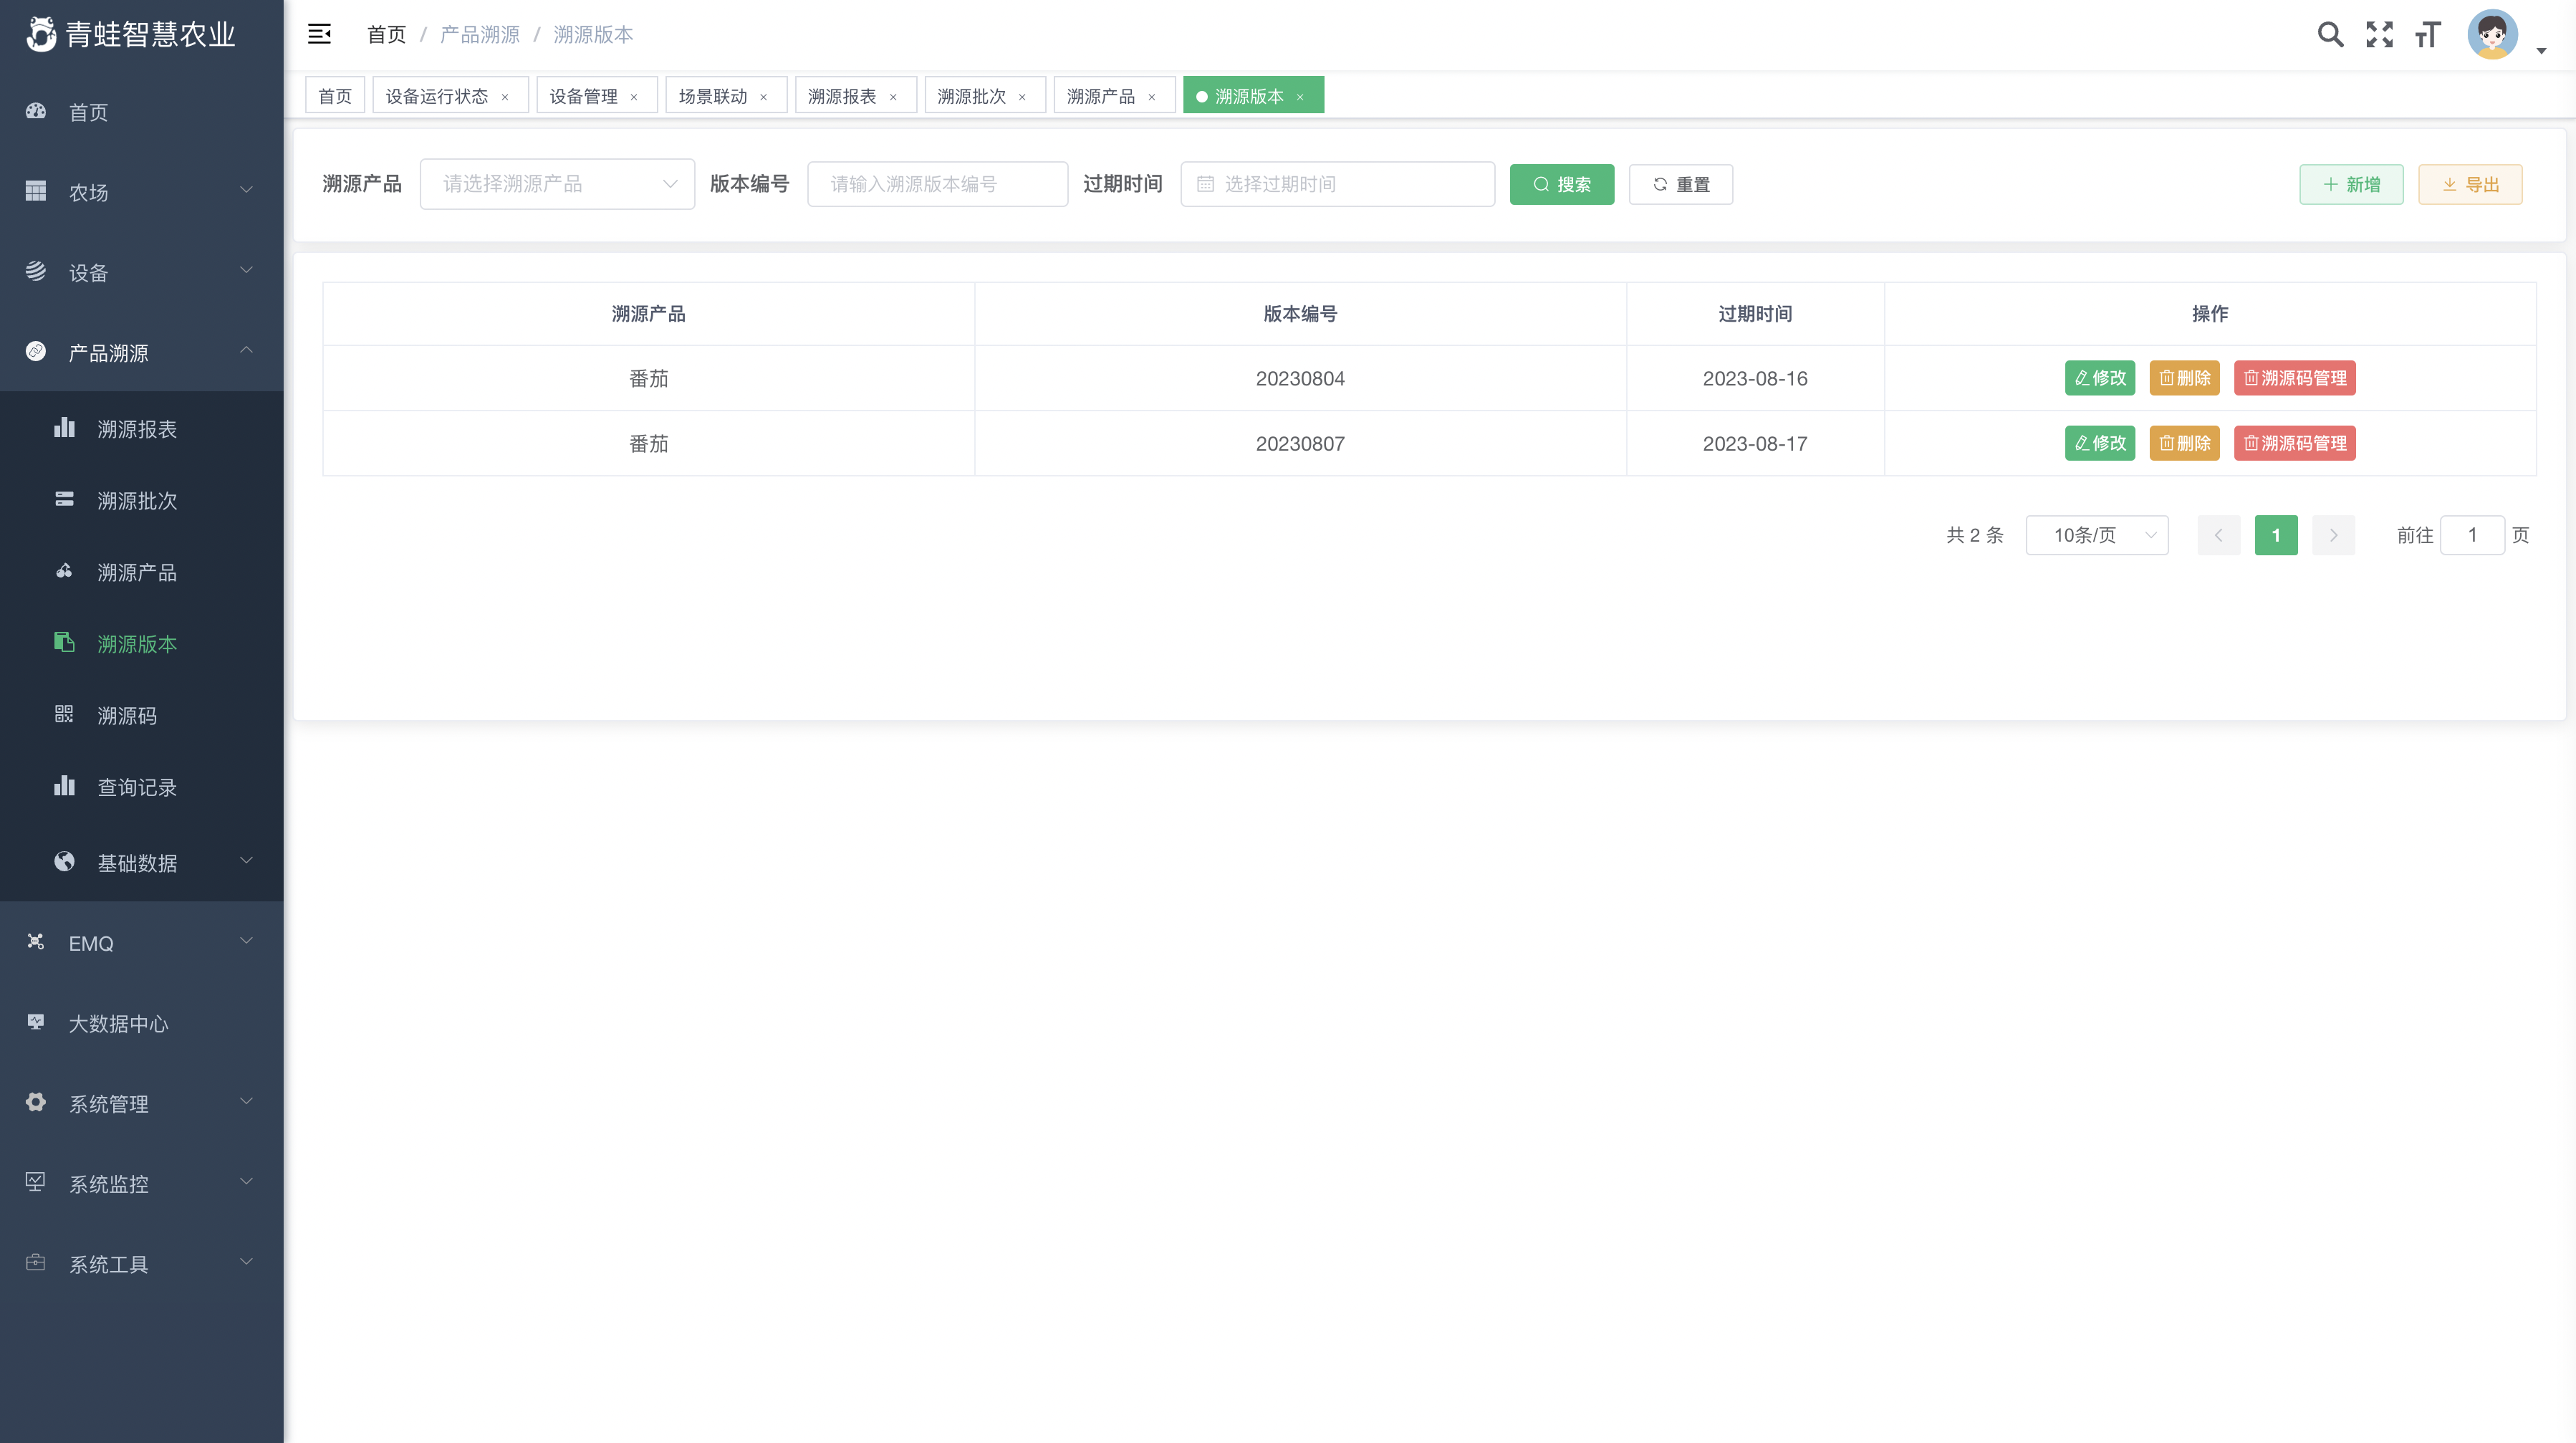 青蛙智慧农业
首页 / 产品溯源 / 溯源版本
首页 设备运行状态 × 设备管理 × 场景联动 × 溯源报表 × 溯源批次 × 溯源产品 × 溯源版本 ×
首页
农场
设备
产品溯源
溯源报表
溯源批次
溯源产品
溯源版本
溯源码
查询记录
基础数据
EMQ
大数据中心
系统管理
系统监控
系统工具
溯源产品 请选择溯源产品 版本编号 请输入溯源版本编号 过期时间 选择过期时间 搜索 重置 新增 导出
溯源产品 版本编号 过期时间 操作
番茄 20230804 2023-08-16 修改 删除 溯源码管理
番茄 20230807 2023-08-17 修改 删除 溯源码管理
共 2 条 10条/页 1 前往 1 页